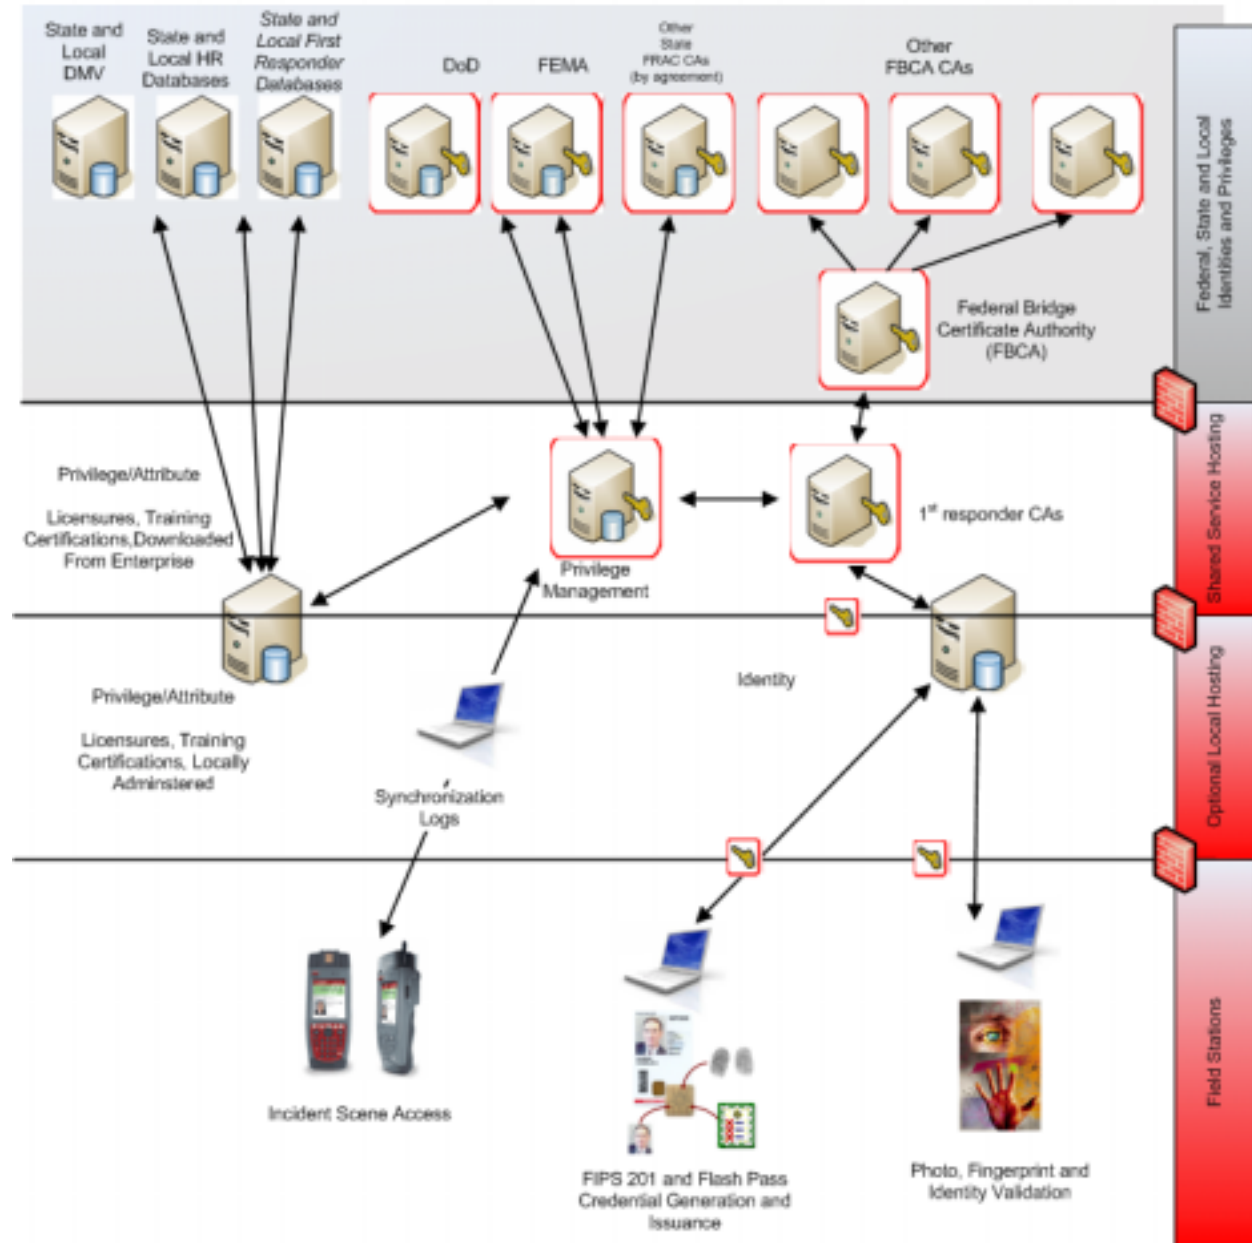 State and
Local
DMV
State and
Local HR
Databases
State and
Local First
Responder
Databases
DoD
FEMA
Other
State
FRAC CAs
(by agreement)
Other
FBCA CAs
Federal Bridge
Certificate Authority
(FBCA)
Federal, State and Local
Identities and Privileges
Privilege/Attribute
Licensures, Training
Certifications,Downloaded
From Enterprise
Privilege
Management
1st responder CAs
Shared Service Hosting
Privilege/Attribute
Licensures, Training
Certifications, Locally
Adminstered
Synchronization
Logs
Identity
Optional Local Hosting
Incident Scene Access
FIPS 201 and Flash Pass
Credential Generation and
Issuance
Photo, Fingerprint and
Identity Validation
Field Stations